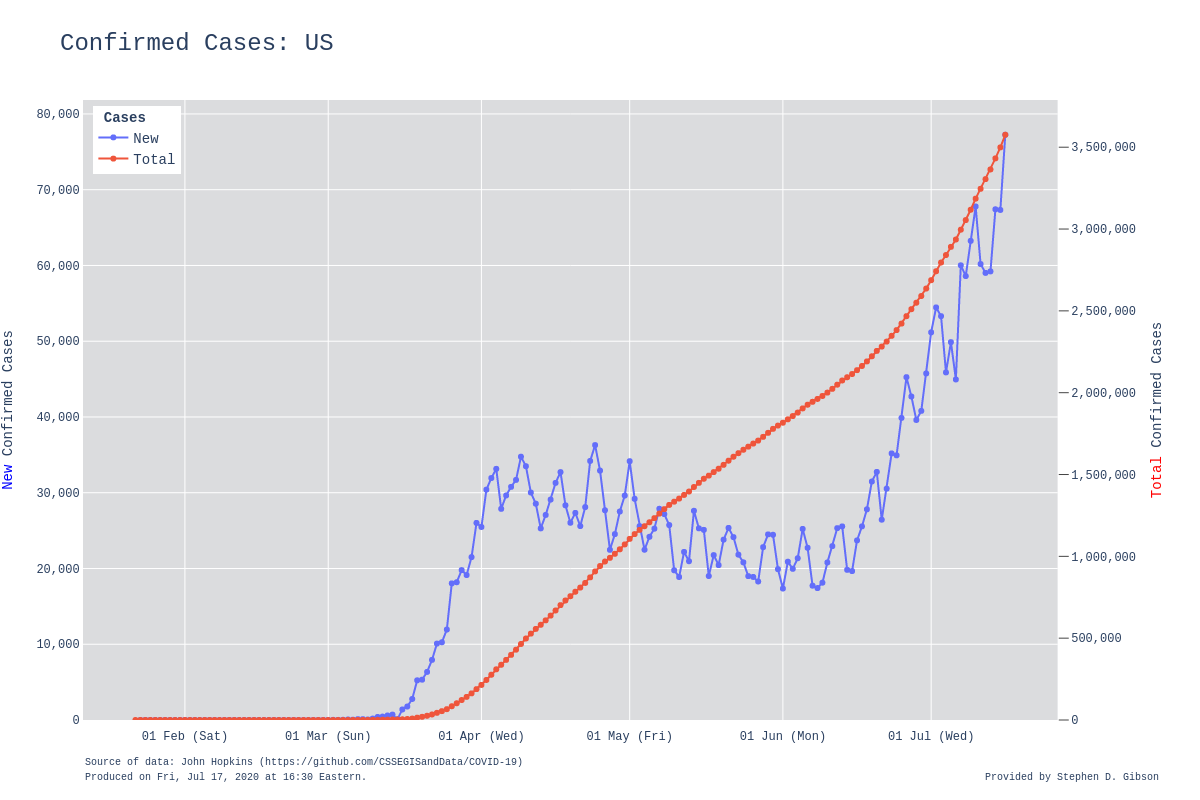 Confirmed Cases: US
Cases
New
Total
80,000
70,000
60,000
50,000
40,000
30,000
20,000
10,000
0
New Confirmed Cases
3,500,000
3,000,000
2,500,000
2,000,000
1,500,000
1,000,000
500,000
0
Total Confirmed Cases
01 Feb (Sat)
01 Mar (Sun)
01 Apr (Wed)
01 May (Fri)
01 Jun (Mon)
01 Jul (Wed)
Source of data: John Hopkins (https://github.com/CSSEGISandData/COVID-19)
Produced on Fri, Jul 17, 2020 at 16:30 Eastern.
Provided by Stephen D. Gibson